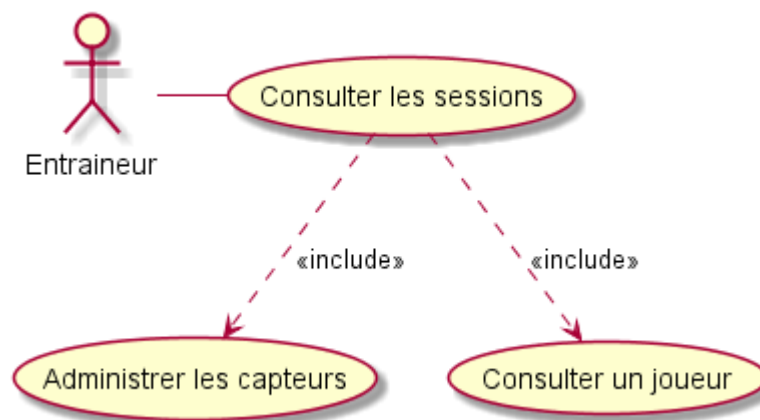 Consulter les sessions
Entraineur
«include»
«include»
Administrer les capteurs
Consulter un joueur